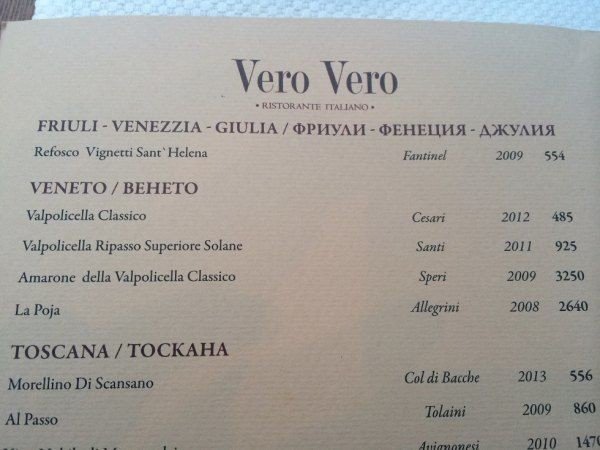 Vero Vero
• RISTORANTE ITALIANO •
FRIULI - VENEZZIA - GIULIA / ФРИУЛИ - ФЕНЕЦИЯ - ДЖУЛИЯ
Refosco Vignetti Sant`Helena Fantinel 2009 554
VENETO / ВЕНЕТО
Valpolicella Classico Cesari 2012 485
Valpolicella Ripasso Superiore Solane Santi 2011 925
Amarone della Valpolicella Classico Speri 2009 3250
La Poja Allegrini 2008 2640
TOSCANA / ТОСКАНА
Morellino Di Scansano Col di Bacche 2013 556
Al Passo Tolaini 2009 860
Avignonesi 2010 1470